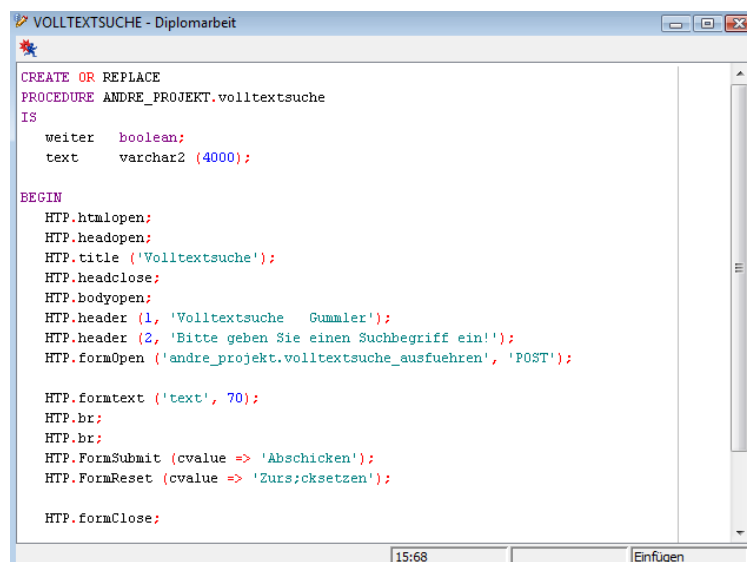 VOLLTEXTSUCHE - Diplomarbeit
CREATE OR REPLACE
PROCEDURE ANDRE_PROJEKT.volltextsuche
IS
weiter boolean;
text varchar2 (4000);
BEGIN
HTP.htmlopen;
HTP.headopen;
HTP.title ('Volltextsuche');
HTP.headclose;
HTP.bodyopen;
HTP.header (1, 'Volltextsuche Gummler');
HTP.header (2, 'Bitte geben Sie einen Suchbegriff ein!');
HTP.formOpen ('andre_projekt.volltextsuche_ausfuehren', 'POST');
HTP.formtext ('text', 70);
HTP.br;
HTP.br;
HTP.FormSubmit (cvalue => 'Abschicken');
HTP.FormReset (cvalue => 'Zurs;cksetzen');
HTP.formClose;
15:68 Einfügen